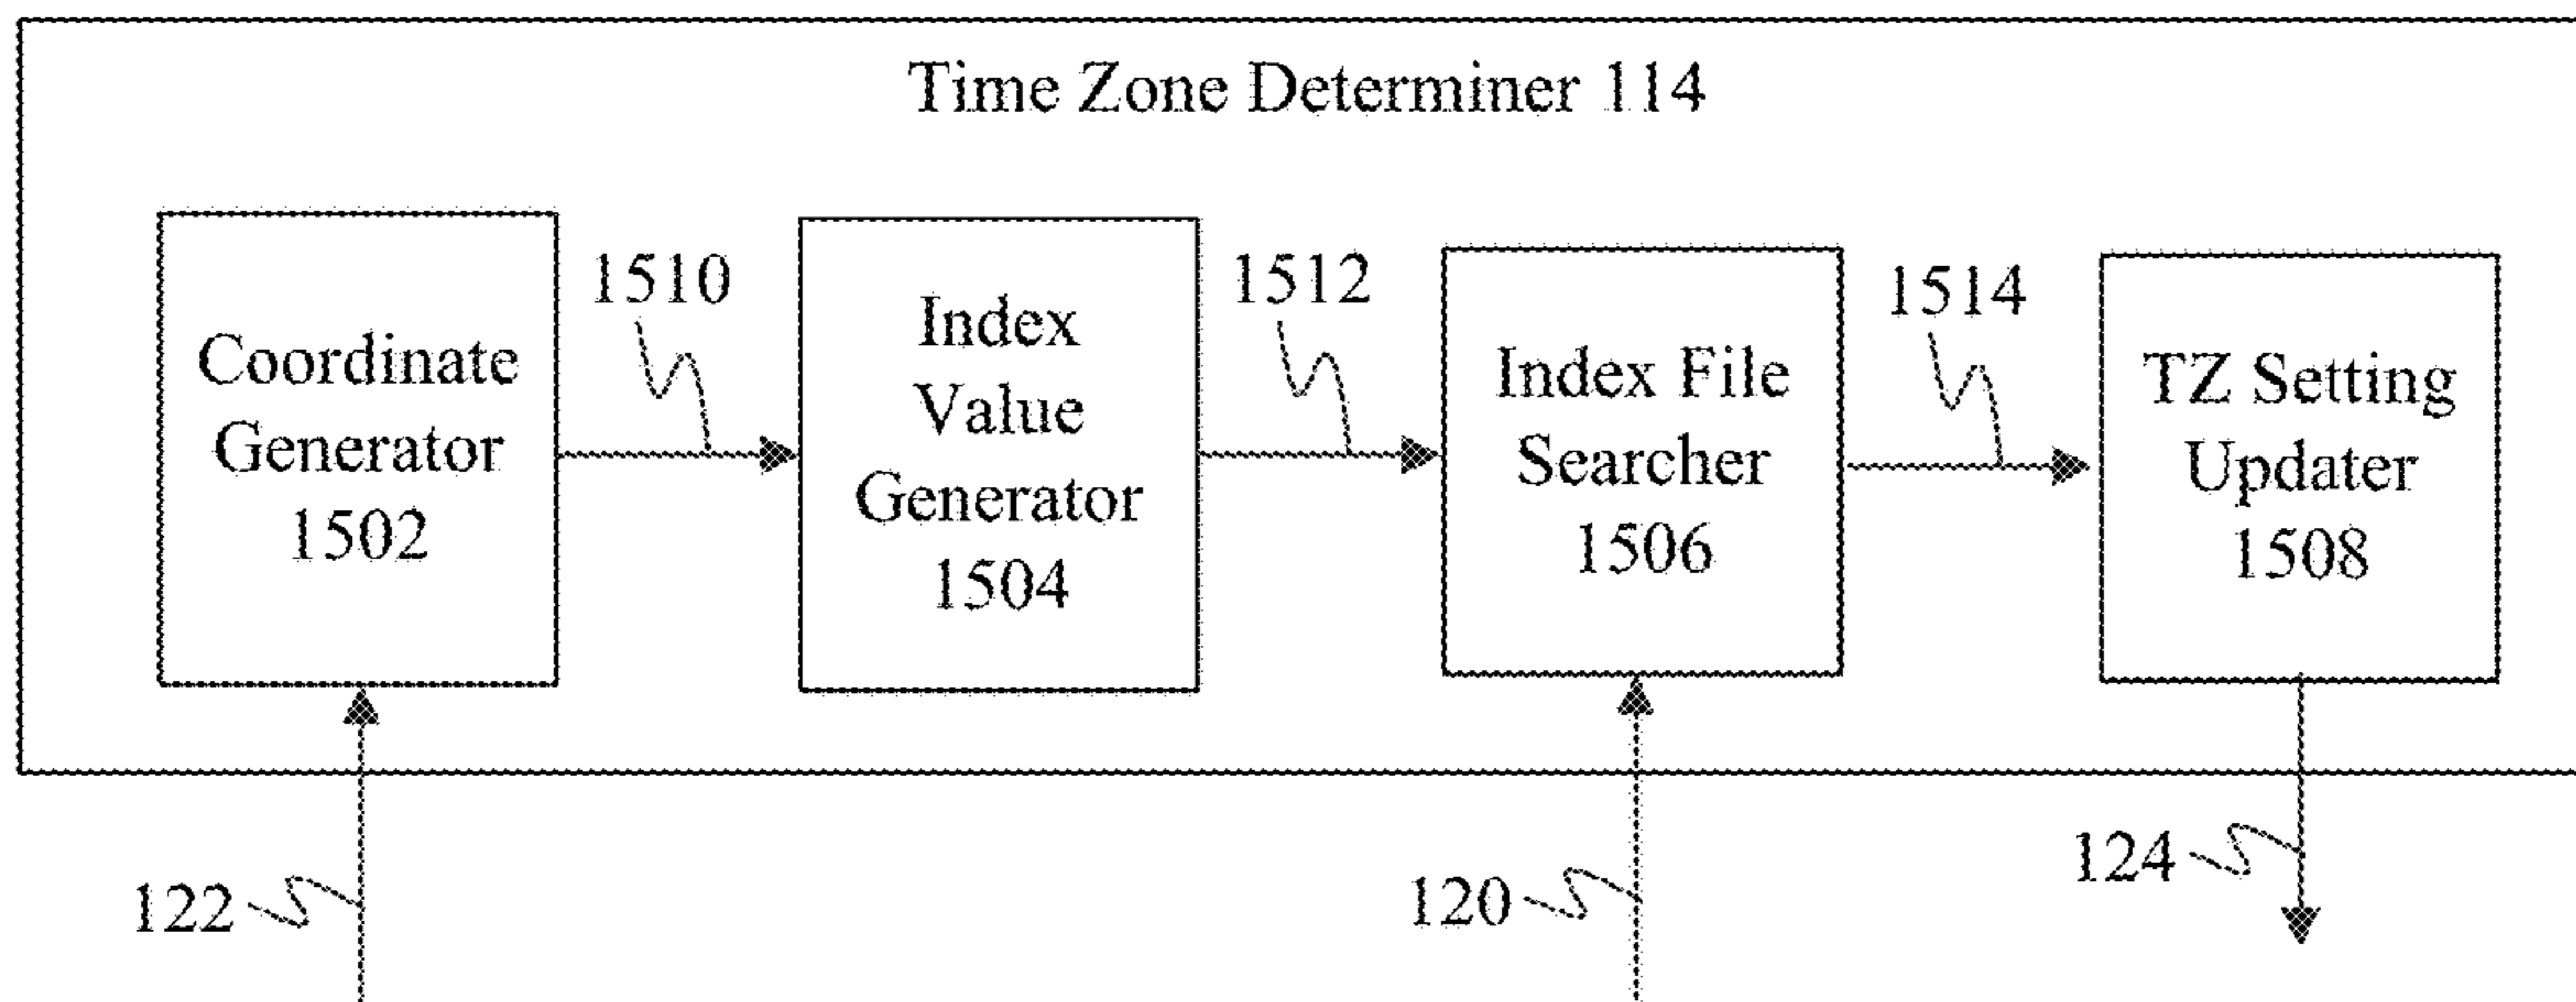 Time Zone Determiner 114
Coordinate
Generator
1502
1510
Index
Value
Generator
1504
1512
Index File
Searcher
1506
1514
TZ Setting
Updater
1508
122
120
124